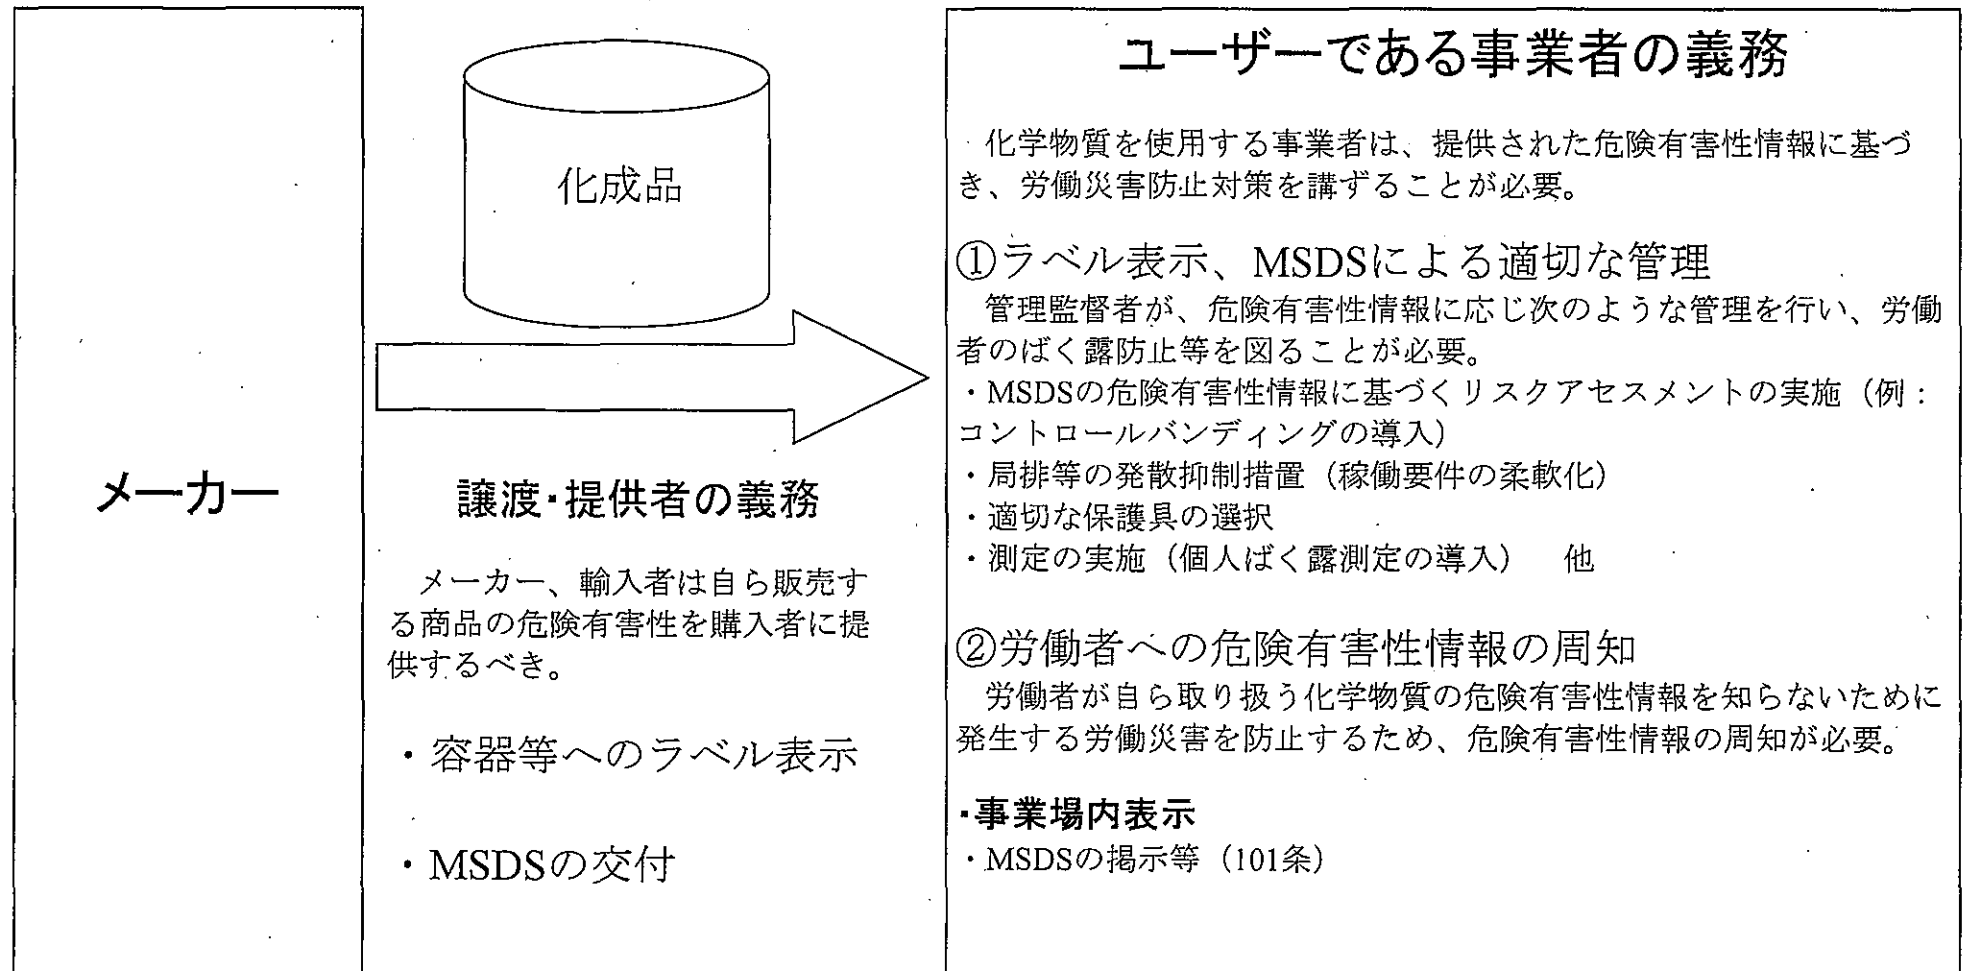 メーカー
化成品
譲渡・提供者の義務
メーカー、輸入者は自ら販売す
る商品の危険有害性を購入者に提
供するべき。
・容器等へのラベル表示
・MSDSの交付
ユーザーである事業者の義務
化学物質を使用する事業者は、提供された危険有害性情報に基づ
き、労働災害防止対策を講ずることが必要。
①ラベル表示、MSDSによる適切な管理
管理監督者が、危険有害性情報に応じ次のような管理を行い、労働
者のばく露防止等を図ることが必要。
・MSDSの危険有害性情報に基づくリスクアセスメントの実施（例：
コントロールバンディングの導入）
・局排等の発散抑制措置（稼働要件の柔軟化）
・適切な保護具の選択
・測定の実施（個人ばく露測定の導入）　他
②労働者への危険有害性情報の周知
労働者が自ら取り扱う化学物質の危険有害性情報を知らないために
発生する労働災害を防止するため、危険有害性情報の周知が必要。
・事業場内表示
・MSDSの掲示等（101条）